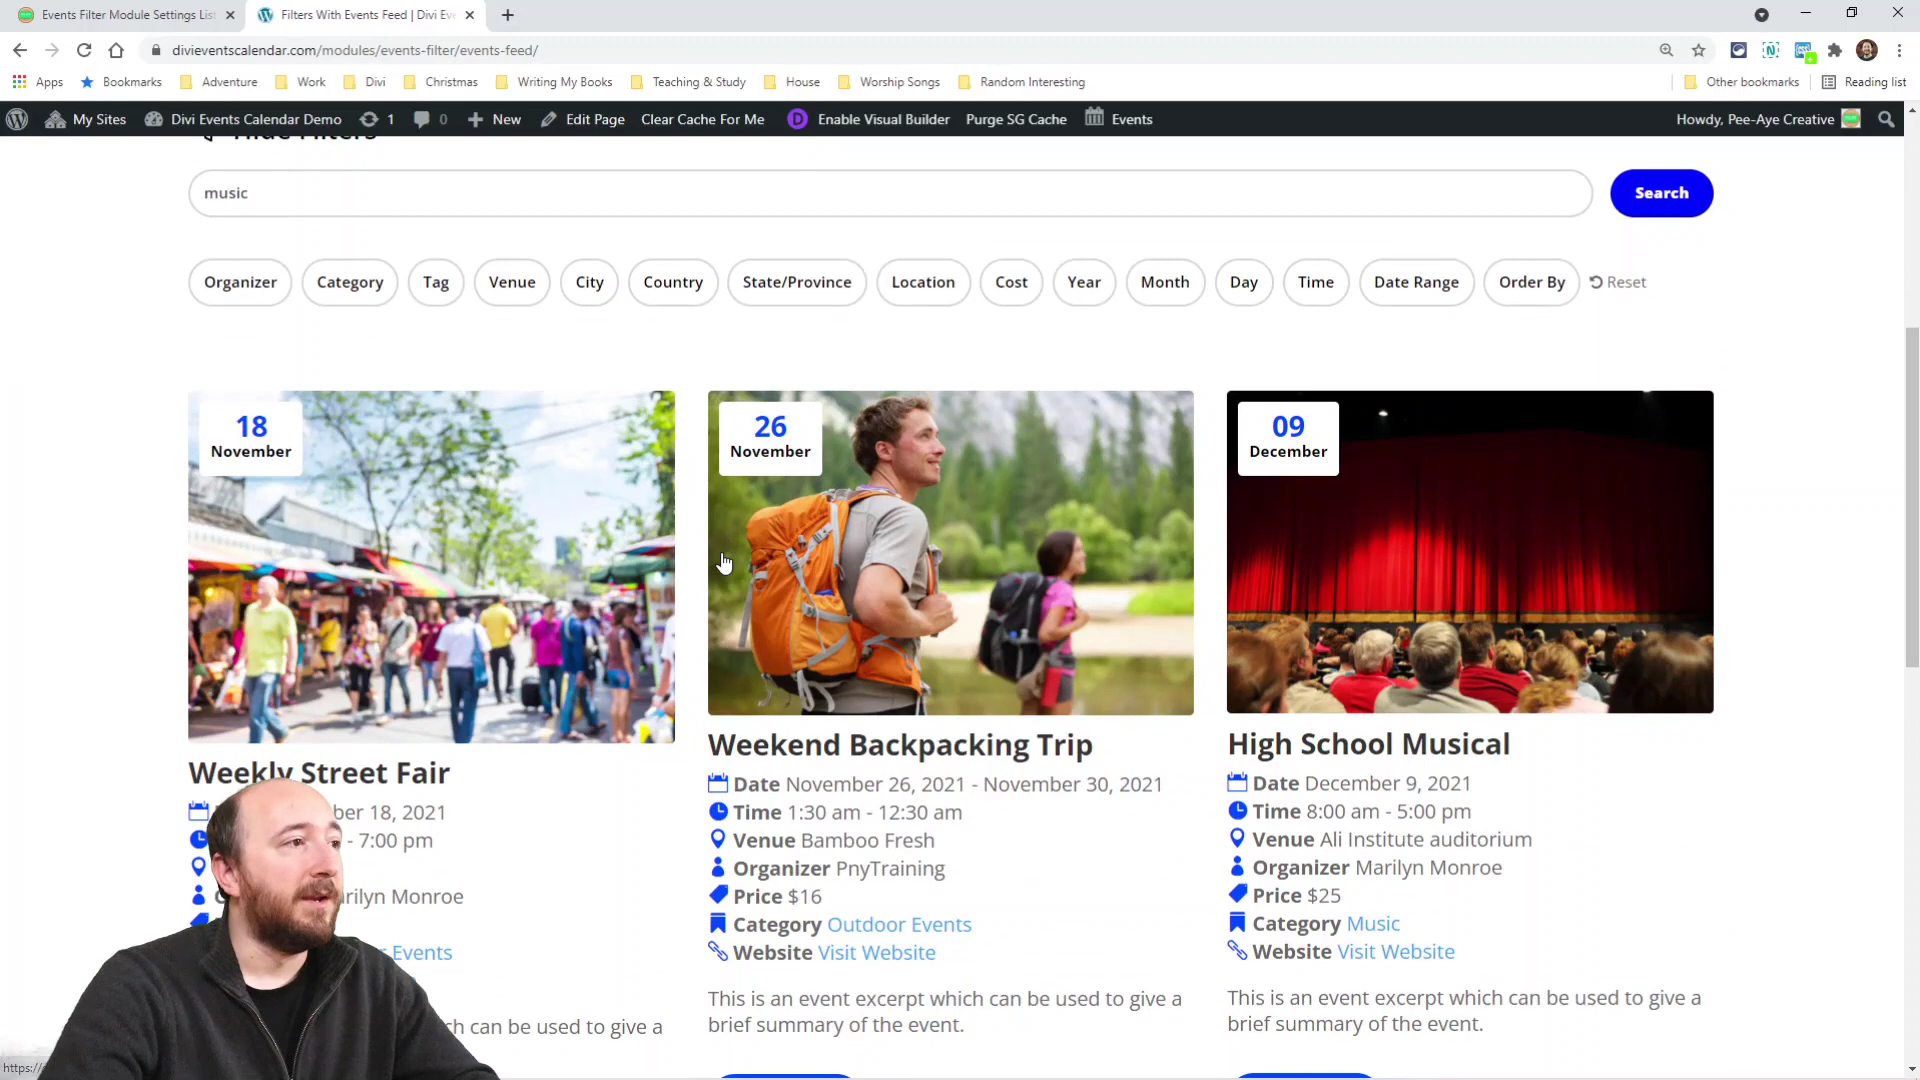 Events Filter Module Settings List
Filters With Events Feed | Divi Eve
divieventscalendar.com/modules/events-filter/events-feed/
Apps Bookmarks Adventure Work Divi Christmas Writing My Books Teaching & Study House Worship Songs Random Interesting Other bookmarks Reading list
My Sites Divi Events Calendar Demo 1 0 New Edit Page Clear Cache For Me Enable Visual Builder Purge SG Cache Events Howdy, Pee-Aye Creative
Hide Filters
music
Search
Organizer Category Tag Venue City Country State/Province Location Cost Year Month Day Time Date Range Order By Reset
18
November
Weekly Street Fair
ber 18, 2021
- 7:00 pm
arilyn Monroe
Events
ch can be used to give a
26
November
Weekend Backpacking Trip
Date November 26, 2021 - November 30, 2021
Time 1:30 am - 12:30 am
Venue Bamboo Fresh
Organizer PnyTraining
Price $16
Category Outdoor Events
Website Visit Website
This is an event excerpt which can be used to give a
brief summary of the event.
09
December
High School Musical
Date December 9, 2021
Time 8:00 am - 5:00 pm
Venue Ali Institute auditorium
Organizer Marilyn Monroe
Price $25
Category Music
Website Visit Website
This is an event excerpt which can be used to give a
brief summary of the event.
https://